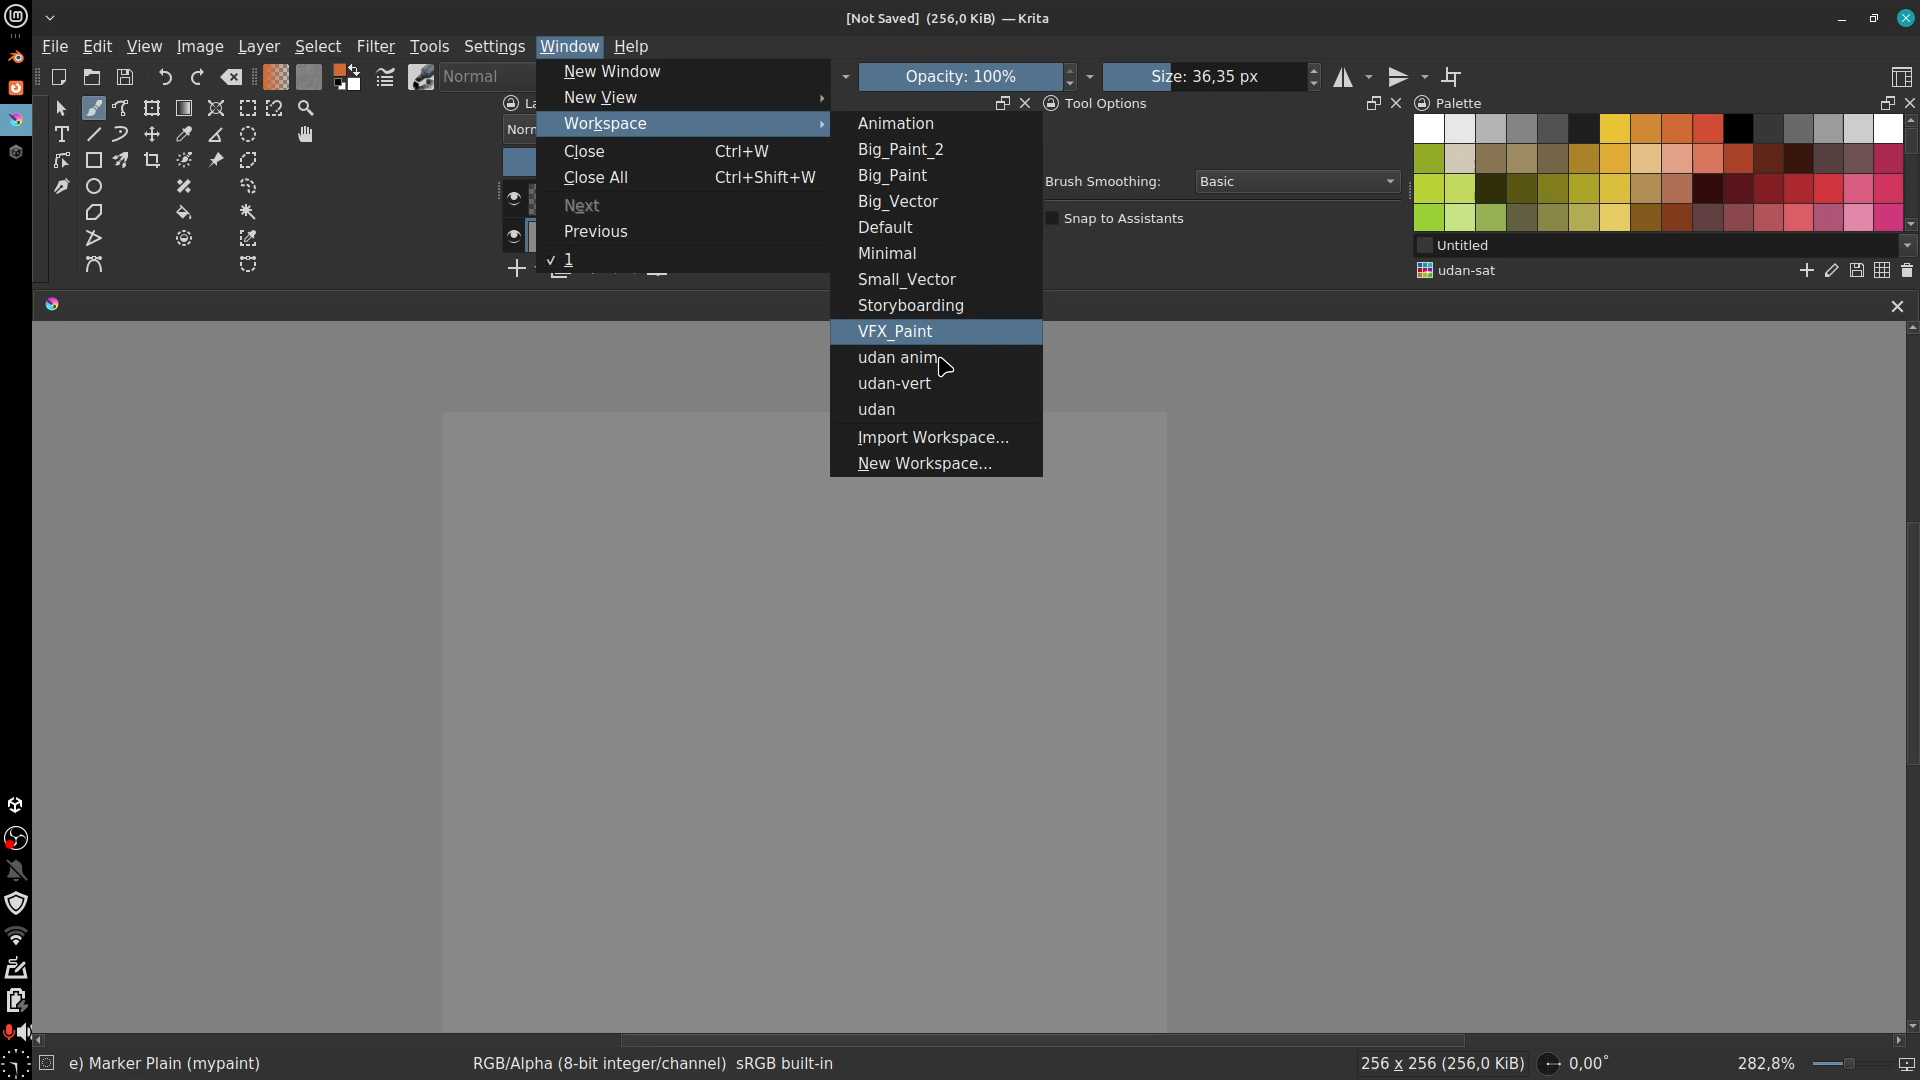 [Not Saved]  (256,0 KiB)  — Krita
File Edit View Image Layer Select Filter Tools Settings Window Help
Normal
Opacity: 100%
Size: 36,35 px
New Window
New View
Workspace
Close Ctrl+W
Close All Ctrl+Shift+W
Next
Previous
1
Animation
Big_Paint_2
Big_Paint
Big_Vector
Default
Minimal
Small_Vector
Storyboarding
VFX_Paint
udan anim
udan-vert
udan
Import Workspace...
New Workspace...
Tool Options
Brush Smoothing: Basic
Snap to Assistants
Palette
Untitled
udan-sat
e) Marker Plain (mypaint)
RGB/Alpha (8-bit integer/channel)  sRGB built-in
256 x 256 (256,0 KiB)
0,00°
282,8%